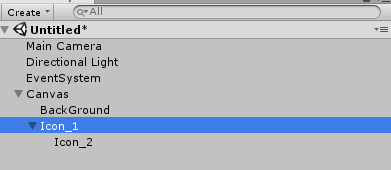 Create All
Untitled*
Main Camera
Directional Light
EventSystem
Canvas
BackGround
Icon_1
Icon_2